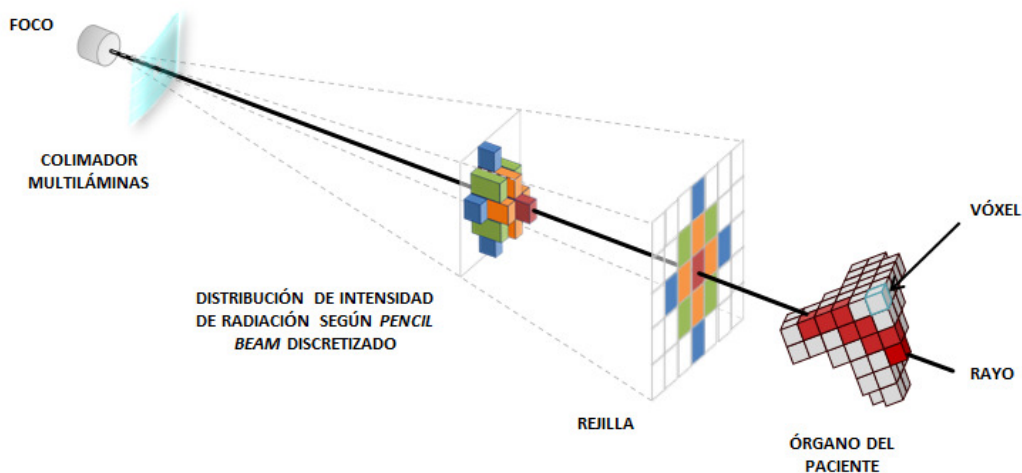 FOCO
COLIMADOR
MULTILÁMINAS
DISTRIBUCIÓN DE INTENSIDAD
DE RADIACIÓN SEGÚN PENCIL
BEAM DISCRETIZADO
REJILLA
VÓXEL
RAYO
ÓRGANO DEL
PACIENTE